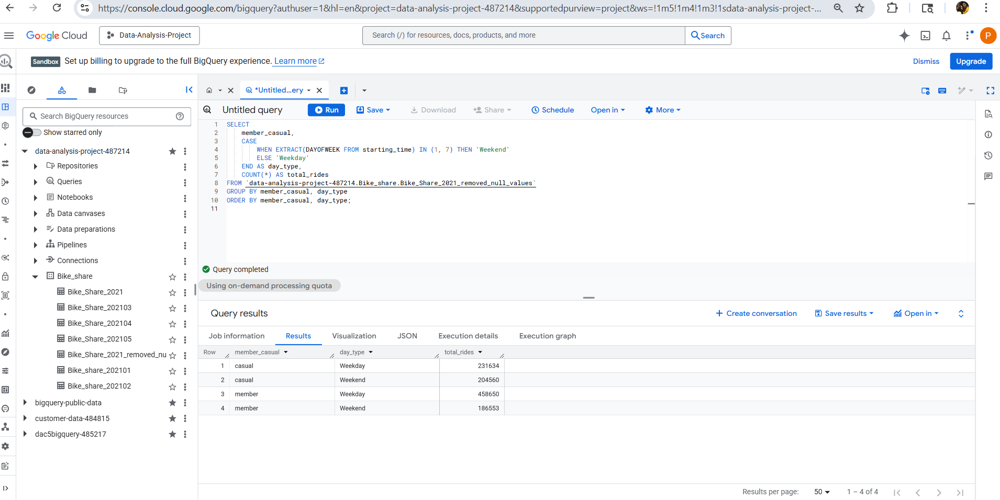 https://console.cloud.google.com/bigquery?authuser=1&hl=en&project=data-analysis-project-487214&supportedpurview=project&ws=!1m5!1m4!1m3!1sdata-analysis-project-...
Google Cloud
Data-Analysis-Project
Search (/) for resources, docs, products, and more
Search
P
Sandbox Set up billing to upgrade to the full BigQuery experience. Learn more
Dismiss
Upgrade
*Untitled...ery
Search BigQuery resources
Show starred only
data-analysis-project-487214
Repositories
Queries
Notebooks
Data canvases
Data preparations
Pipelines
Connections
Bike_share
Bike_Share_2021
Bike_Share_202103
Bike_Share_202104
Bike_Share_202105
Bike_Share_2021_removed_nu
Bike_share_202101
Bike_share_202102
bigquery-public-data
customer-data-484815
dac5bigquery-485217
Untitled query
Run
Save
Download
Share
Schedule
Open in
More
1 SELECT
2 member_casual,
3 CASE
4 WHEN EXTRACT(DAYOFWEEK FROM starting_time) IN (1, 7) THEN 'Weekend'
5 ELSE 'Weekday'
6 END AS day_type,
7 COUNT(*) AS total_rides
8 FROM `data-analysis-project-487214.Bike_share.Bike_Share_2021_removed_null_values`
9 GROUP BY member_casual, day_type
10 ORDER BY member_casual, day_type;
11
Query completed
Using on-demand processing quota
Query results
Create conversation
Save results
Open in
Job information
Results
Visualization
JSON
Execution details
Execution graph
Row member_casual day_type total_rides
1 casual Weekday 231634
2 casual Weekend 204560
3 member Weekday 458650
4 member Weekend 186553
Results per page: 50 1 – 4 of 4